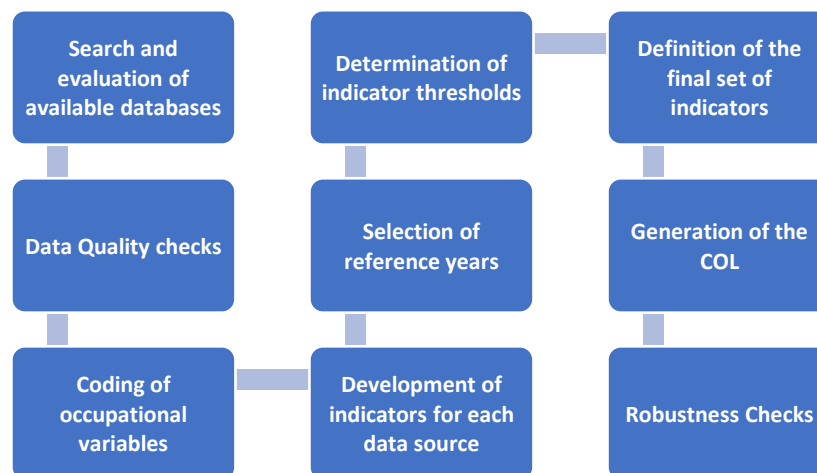 Search and
evaluation of
available databases
Data Quality checks
Coding of
occupational
variables
Development of
indicators for each
data source
Selection of
reference years
Determination of
indicator thresholds
Definition of the
final set of
indicators
Generation of the
COL
Robustness Checks